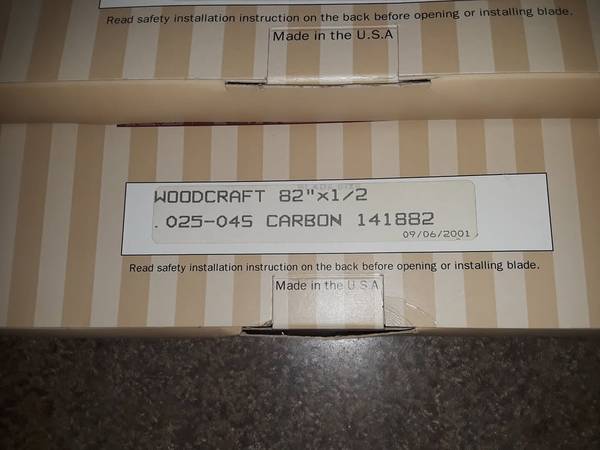 Read safety installation instruction on the back before opening or installing blade.
Made in the U.S.A
WOODCRAFT 82"x1/2
.025-04S CARBON 141882
09/06/2001
Read safety installation instruction on the back before opening or installing blade.
Made in the U.S.A